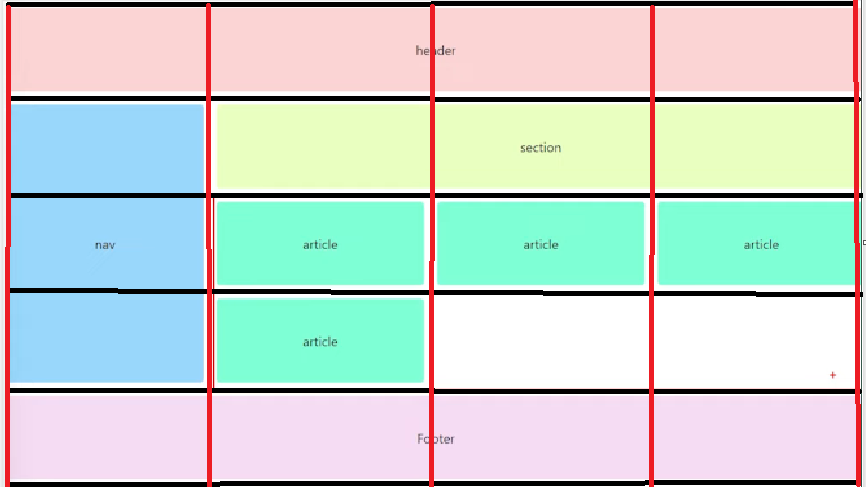 header
section
nav
article
article
article
article
Footer